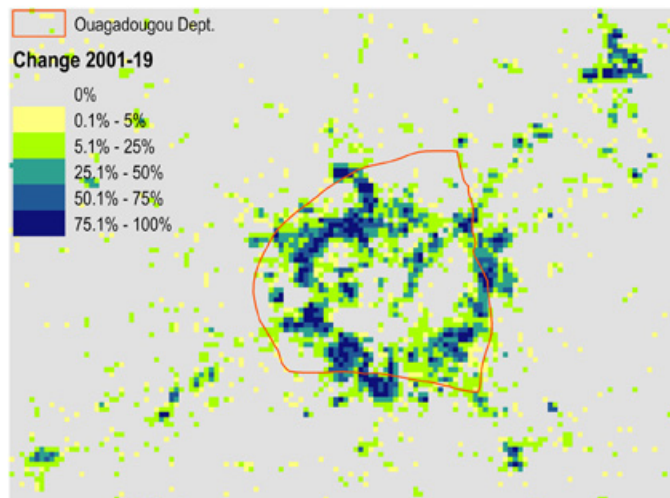 Ouagadougou Dept.
Change 2001-19
0%
0.1% - 5%
5.1% - 25%
25.1% - 50%
50.1% - 75%
75.1% - 100%